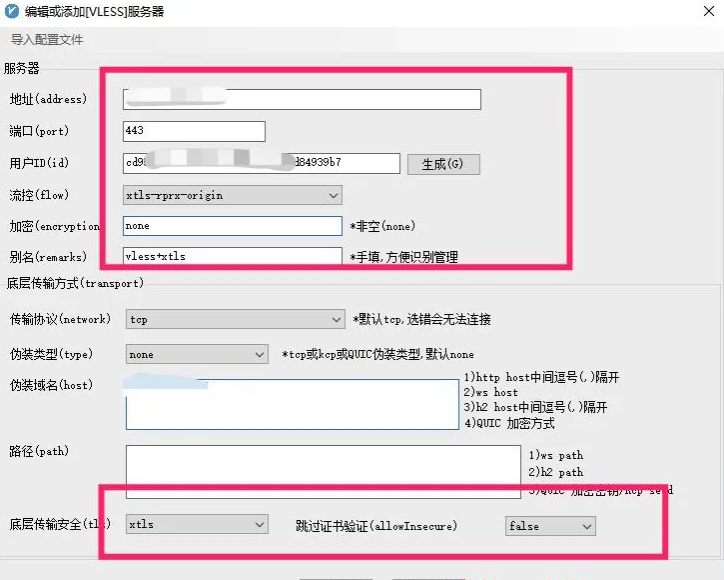 编辑或添加[VLESS]服务器
导入配置文件
服务器
地址(address)
端口(port) 443
用户ID(id) cd9 d84939b7 生成(G)
流控(flow) xtls-rprx-origin
加密(encryption none *非空(none)
别名(remarks) vless+xtls *手填,方便识别管理
底层传输方式(transport)
传输协议(network) tcp *默认tcp,选错会无法连接
伪装类型(type) none *tcp或kcp或QUIC伪装类型,默认none
伪装域名(host)
1)http host中间逗号(,)隔开
2)ws host
3)h2 host中间逗号(,)隔开
4)QUIC 加密方式
路径(path)
1)ws path
2)h2 path
3)QUIC 加密密钥/kcp seed
底层传输安全(tls) xtls 跳过证书验证(allowInsecure) false